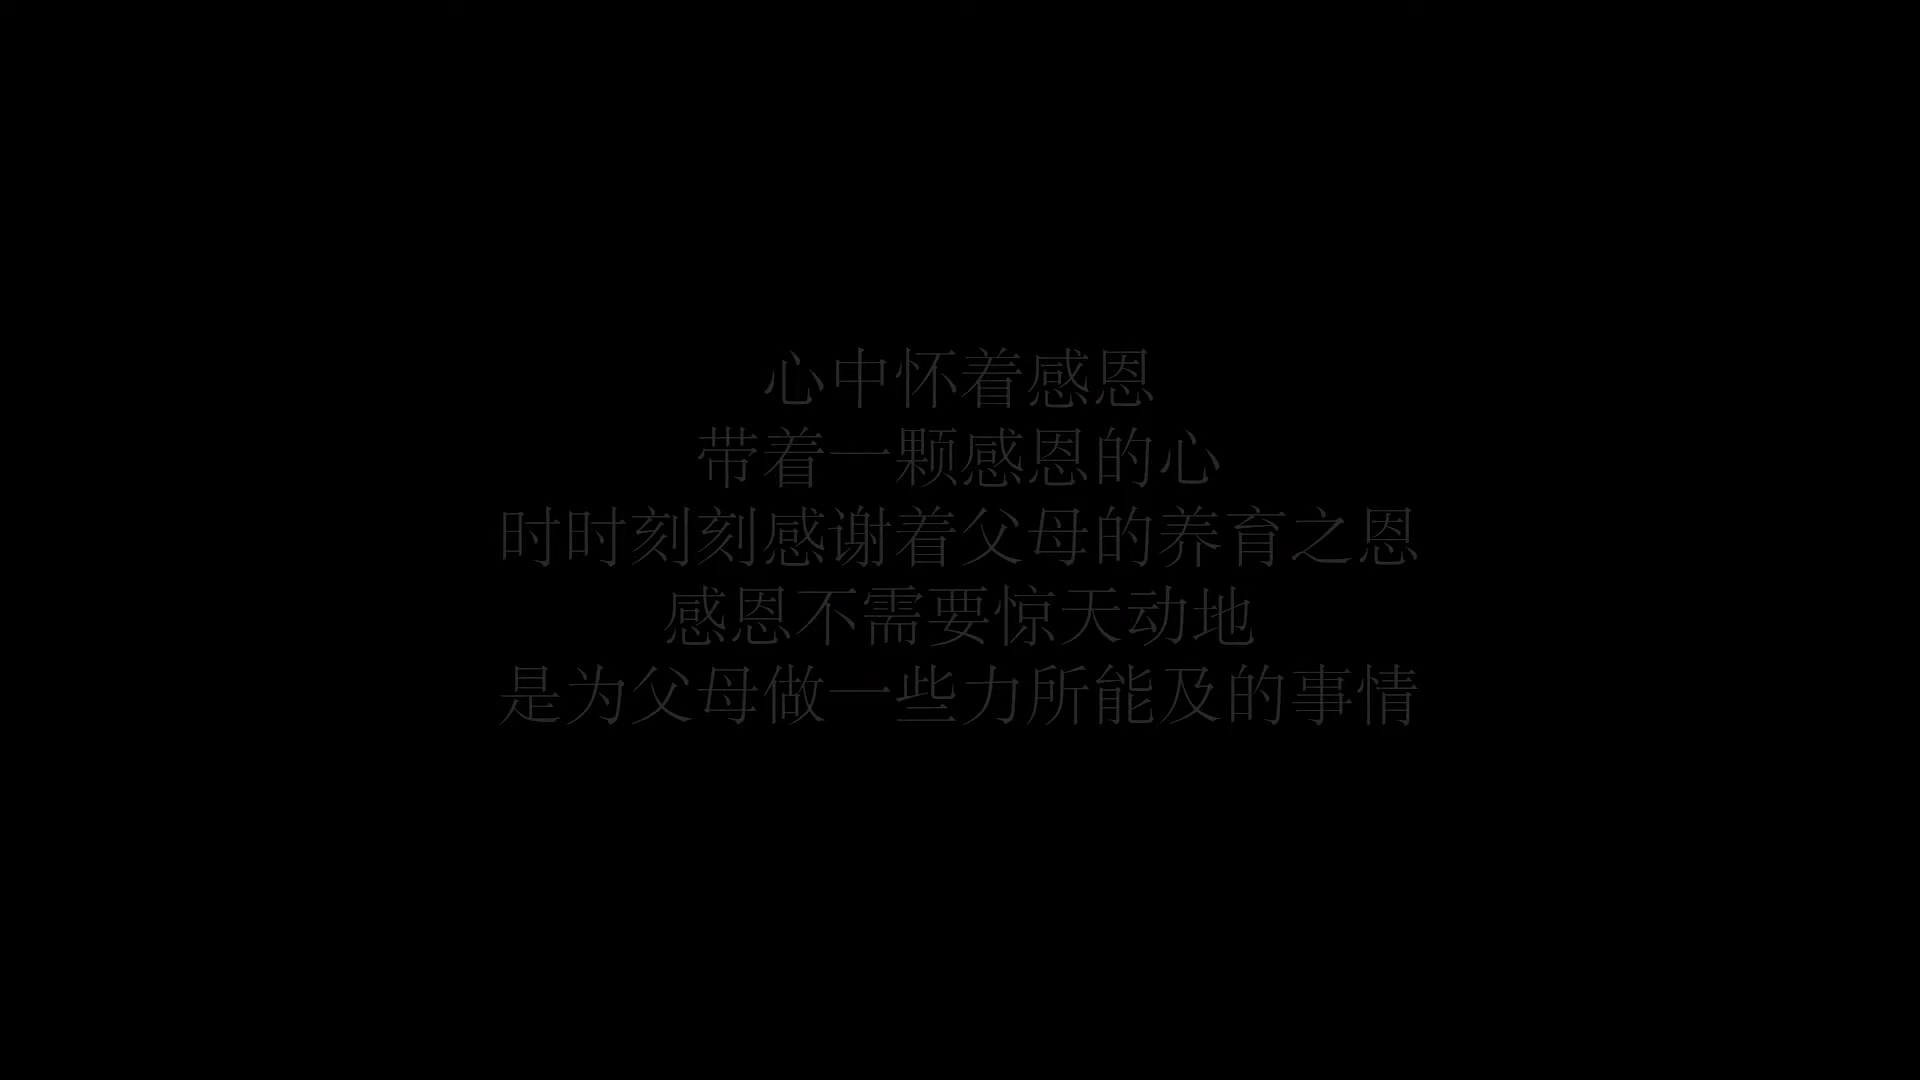 心中怀着感恩
带着一颗感恩的心
时时刻刻感谢着父母的养育之恩
感恩不需要惊天动地
是为父母做一些力所能及的事情